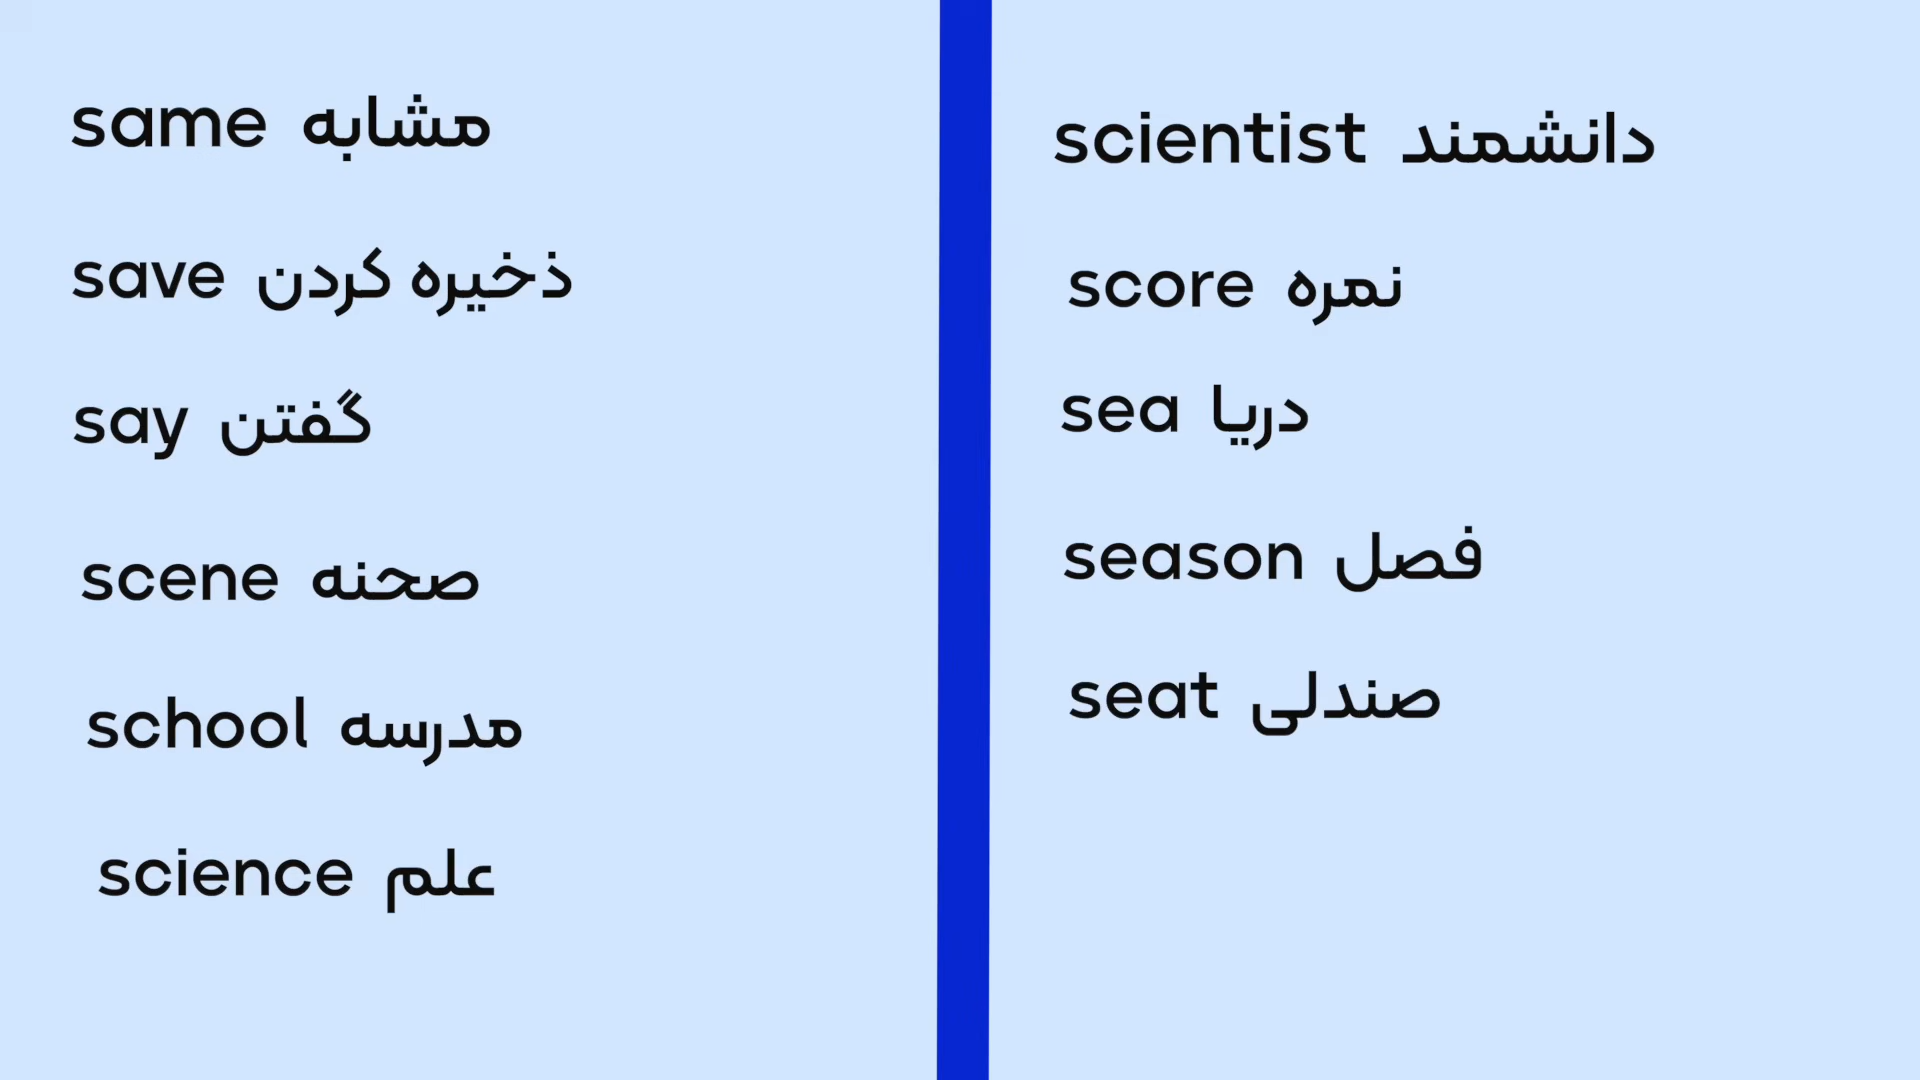 same مشابه
save ذخیره کردن
say گفتن
scene صحنه
school مدرسه
science علم
scientist دانشمند
score نمره
sea دریا
season فصل
seat صندلی